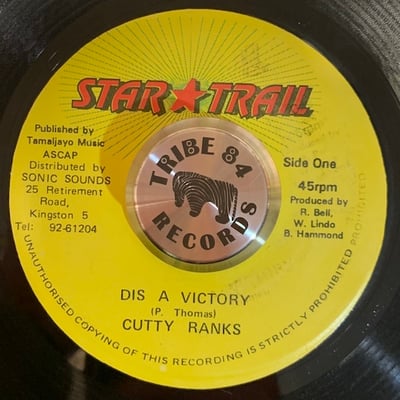 STAR★TRAIL
Published by
Tamaijayo Music
ASCAP
Distributed by
SONIC SOUNDS
25 Retirement
Road,
Kingston 5
Tel: 92-61204
TRIBE 84
RECORDS
Side One
45rpm
Produced by
R. Bell,
W. Lindo
B. Hammond
DIS A VICTORY
(P. Thomas)
CUTTY RANKS
UNAUTHORISED COPYING OF THIS RECORDING IS STRICTLY PROHIBITED